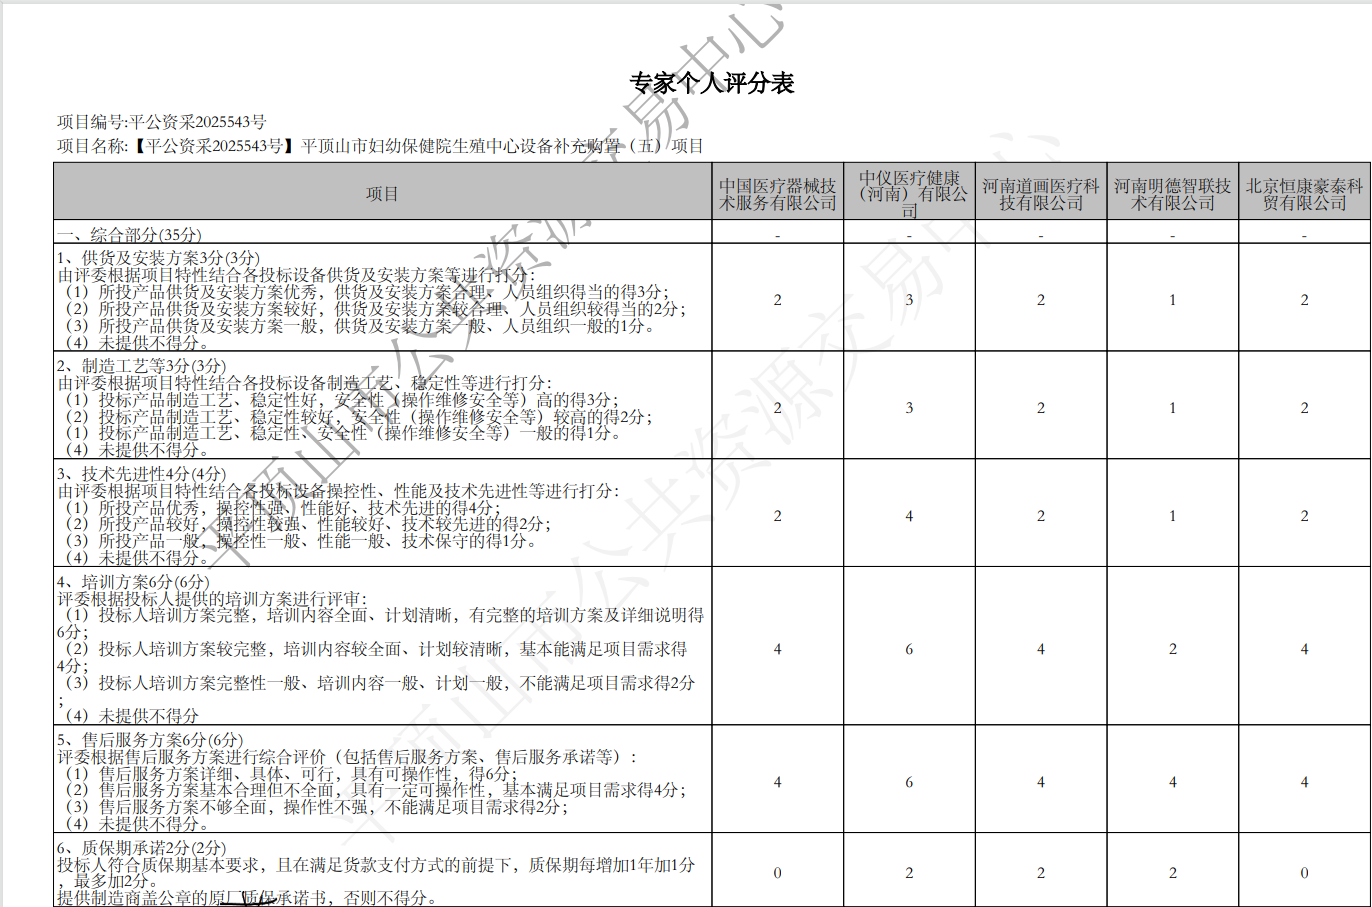 专家个人评分表
项目编号:平公资采2025543号
项目名称:【平公资采2025543号】平顶山市妇幼保健院生殖中心设备补充购置（五）项目
项目
中国医疗器械技术服务有限公司
中仪医疗健康（河南）有限公司
河南道画医疗科技有限公司
河南明德智联技术有限公司
北京恒康豪泰科贸有限公司
一、综合部分(35分)
- - - - -
1、供货及安装方案3分(3分)
由评委根据项目特性结合各投标设备供货及安装方案等进行打分：
（1）所投产品供货及安装方案优秀，供货及安装方案合理、人员组织得当的得3分；
（2）所投产品供货及安装方案较好，供货及安装方案较合理、人员组织较得当的2分；
（3）所投产品供货及安装方案一般，供货及安装方案一般、人员组织一般的1分。
（4）未提供不得分。
2 3 2 1 2
2、制造工艺等3分(3分)
由评委根据项目特性结合各投标设备制造工艺、稳定性等进行打分：
（1）投标产品制造工艺、稳定性好，安全性（操作维修安全等）高的得3分；
（2）投标产品制造工艺、稳定性较好，安全性（操作维修安全等）较高的得2分；
（1）投标产品制造工艺、稳定性、安全性（操作维修安全等）一般的得1分。
（4）未提供不得分。
2 3 2 1 2
3、技术先进性4分(4分)
由评委根据项目特性结合各投标设备操控性、性能及技术先进性等进行打分：
（1）所投产品优秀，操控性强、性能好、技术先进的得4分；
（2）所投产品较好，操控性较强、性能较好、技术较先进的得2分；
（3）所投产品一般，操控性一般、性能一般、技术保守的得1分。
（4）未提供不得分。
2 4 2 1 2
4、培训方案6分(6分)
评委根据投标人提供的培训方案进行评审：
（1）投标人培训方案完整，培训内容全面、计划清晰，有完整的培训方案及详细说明得
6分；
（2）投标人培训方案较完整，培训内容较全面、计划较清晰，基本能满足项目需求得
4分；
（3）投标人培训方案完整性一般、培训内容一般、计划一般，不能满足项目需求得2分
；
（4）未提供不得分
4 6 4 2 4
5、售后服务方案6分(6分)
评委根据售后服务方案进行综合评价（包括售后服务方案、售后服务承诺等）：
（1）售后服务方案详细、具体、可行，具有可操作性，得6分；
（2）售后服务方案基本合理但不全面，具有一定可操作性，基本满足项目需求得4分；
（3）售后服务方案不够全面，操作性不强，不能满足项目需求得2分；
（4）未提供不得分。
4 6 4 4 4
6、质保期承诺2分(2分)
投标人符合质保期基本要求，且在满足货款支付方式的前提下，质保期每增加1年加1分
，最多加2分。
提供制造商盖公章的原厂质保承诺书，否则不得分。
0 2 2 2 0
平顶山市公共资源交易中心
平顶山市公共资源交易中心